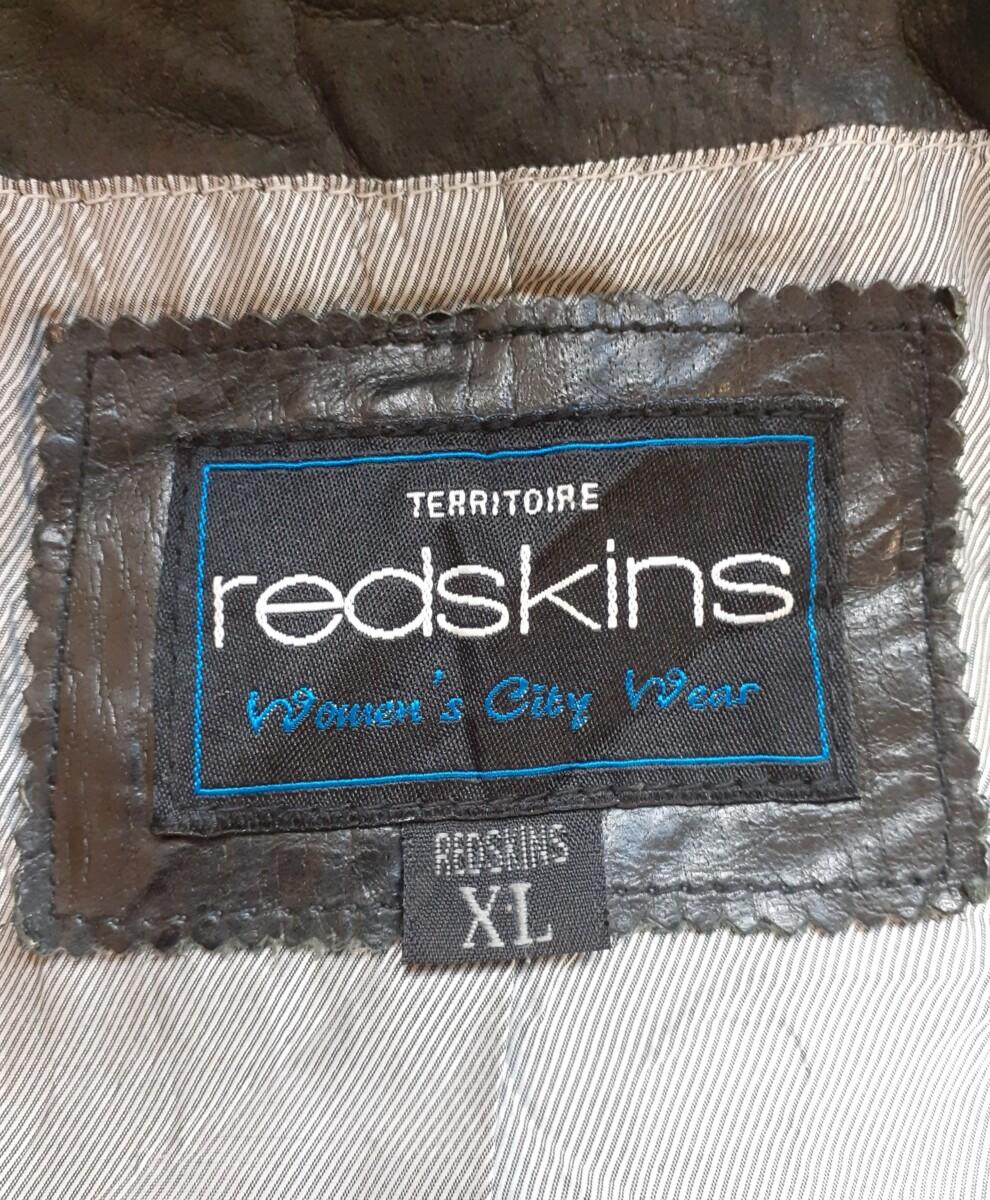 TERRITOIRE
redskins
Women's City Wear
REDSKINS
XL